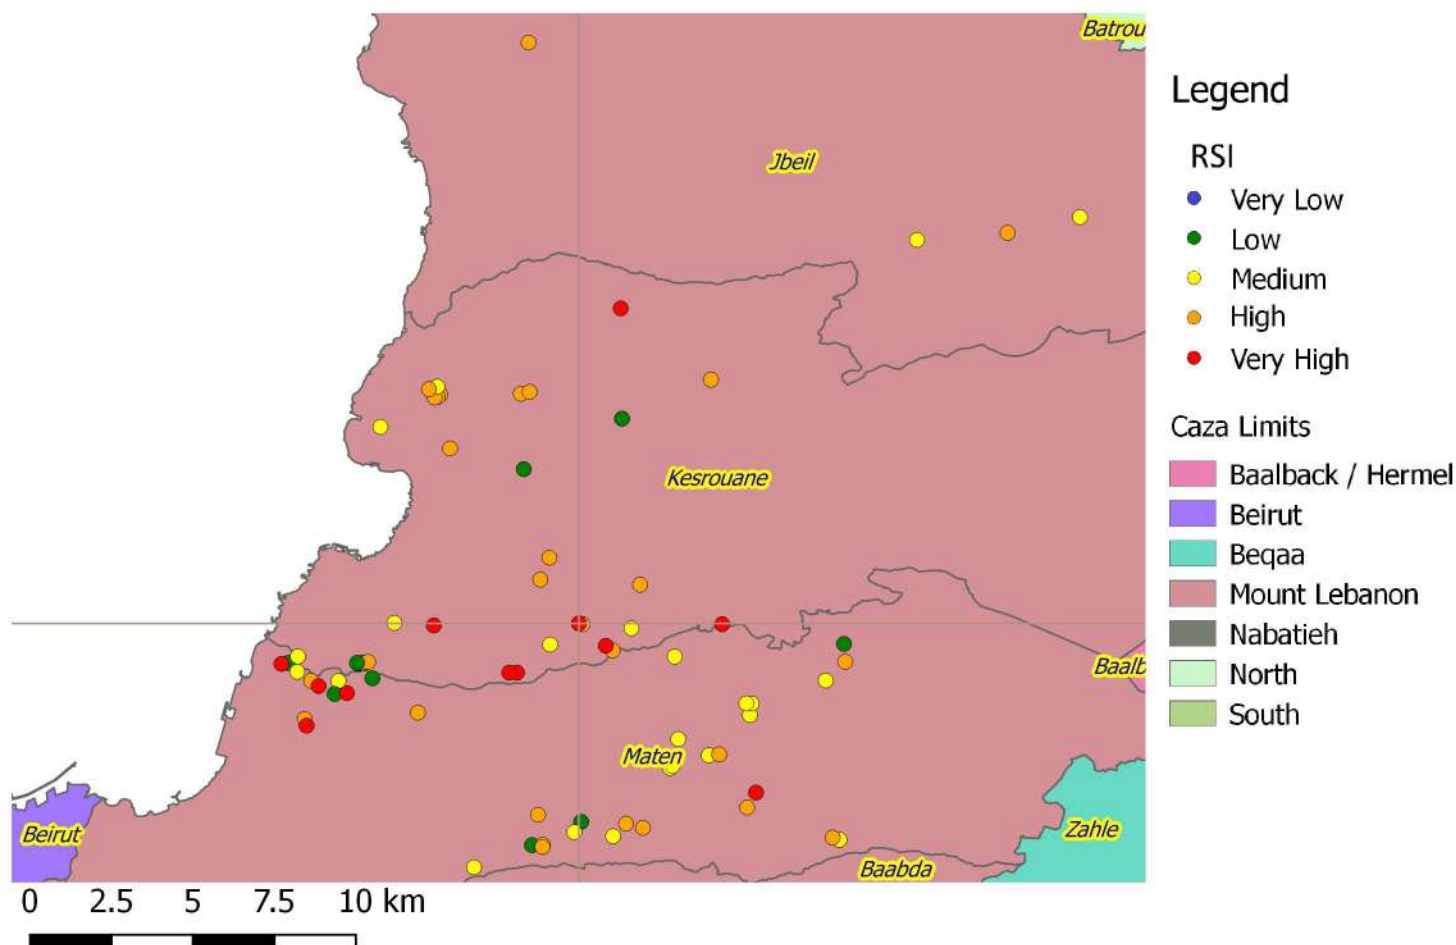 Batrou
Jbeil
Kesrouane
Baalb
Maten
Beirut
Zahle
Baabda
0 2.5 5 7.5 10 km
Legend
RSI
Very Low
Low
Medium
High
Very High
Caza Limits
Baalback / Hermel
Beirut
Beqaa
Mount Lebanon
Nabatieh
North
South